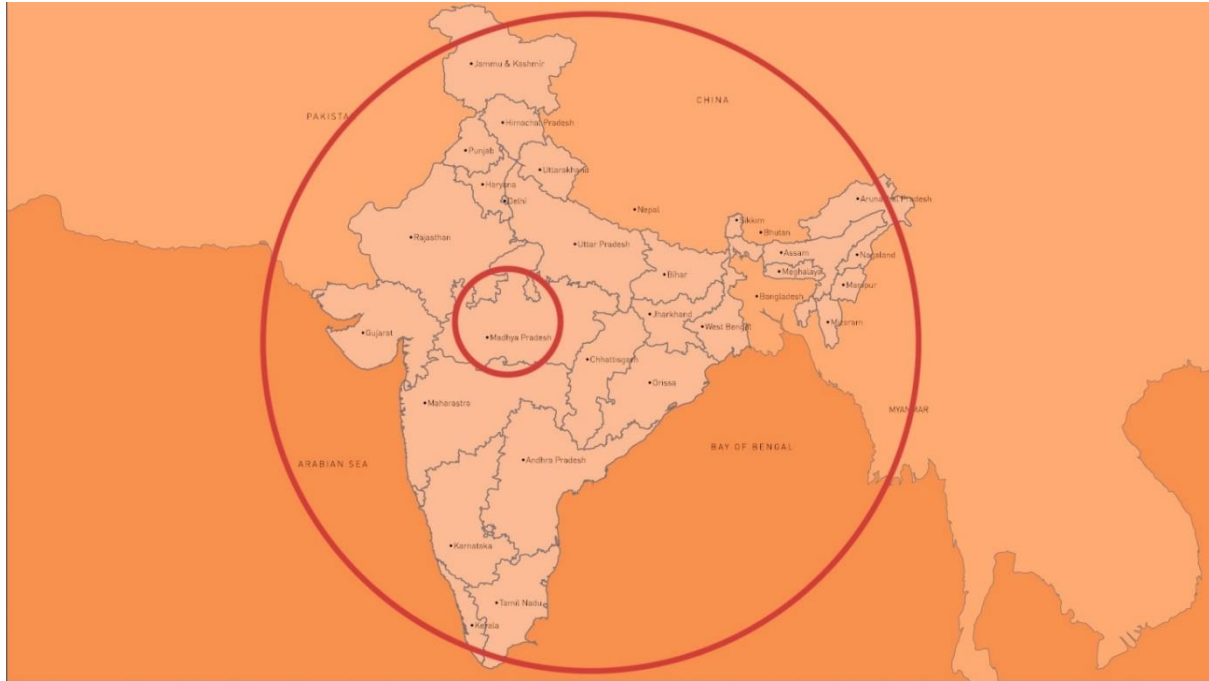 Jammu & Kashmir
CHINA
PAKISTA
Himachal Pradesh
Punjab
Uttarakhand
Haryana
Delhi
Arunachal Pradesh
Nepal
Sikkim
Bhutan
Rajasthan
Uttar Pradesh
Assam
Nagaland
Maghalaya
Bihar
Manipur
Bangladesh
Jharkhand
West Bengal
Mizaram
Gujarat
Madhya Pradesh
Chhattisgarh
Orissa
Maharastra
MYANMAR
BAY OF BENGAL
Andhra Pradesh
ARABIAN SEA
Karnataka
Tamil Nadu
Kerala